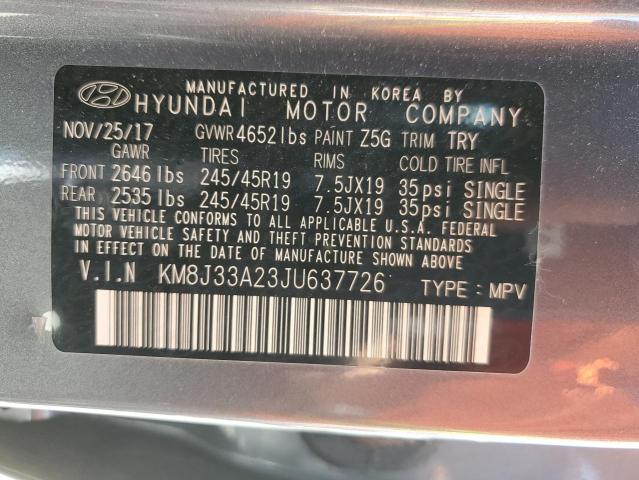 MANUFACTURED IN KOREA BY
HYUNDAI MOTOR COMPANY
NOV/25/17 GVWR 4652lbs PAINT Z5G TRIM TRY
GAWR TIRES RIMS COLD TIRE INFL
FRONT 2646 lbs 245/45R19 7.5JX19 35psi SINGLE
REAR 2535 lbs 245/45R19 7.5JX19 35psi SINGLE
THIS VEHICLE CONFORMS TO ALL APPLICABLE U.S.A. FEDERAL
MOTOR VEHICLE SAFETY AND THEFT PREVENTION STANDARDS
IN EFFECT ON THE DATE OF MANUFACTURE SHOWN ABOVE.
V.I.N KM8J33A23JU637726 TYPE : MPV